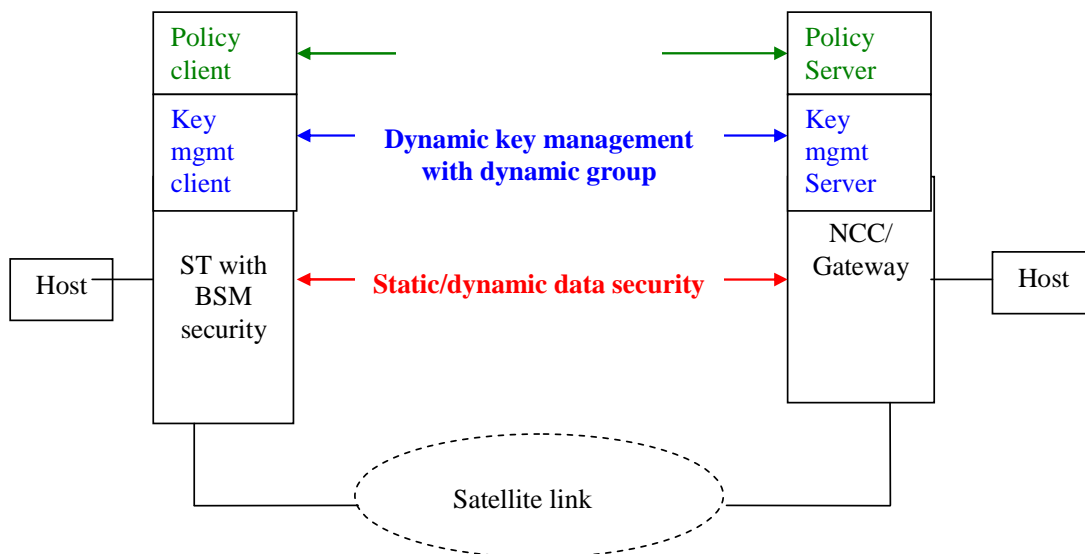 Policy
client
Policy
Server
Key
mgmt
client
Dynamic key management
with dynamic group
Key
mgmt
Server
Host
ST with
BSM
security
Static/dynamic data security
NCC/
Gateway
Host
Satellite link